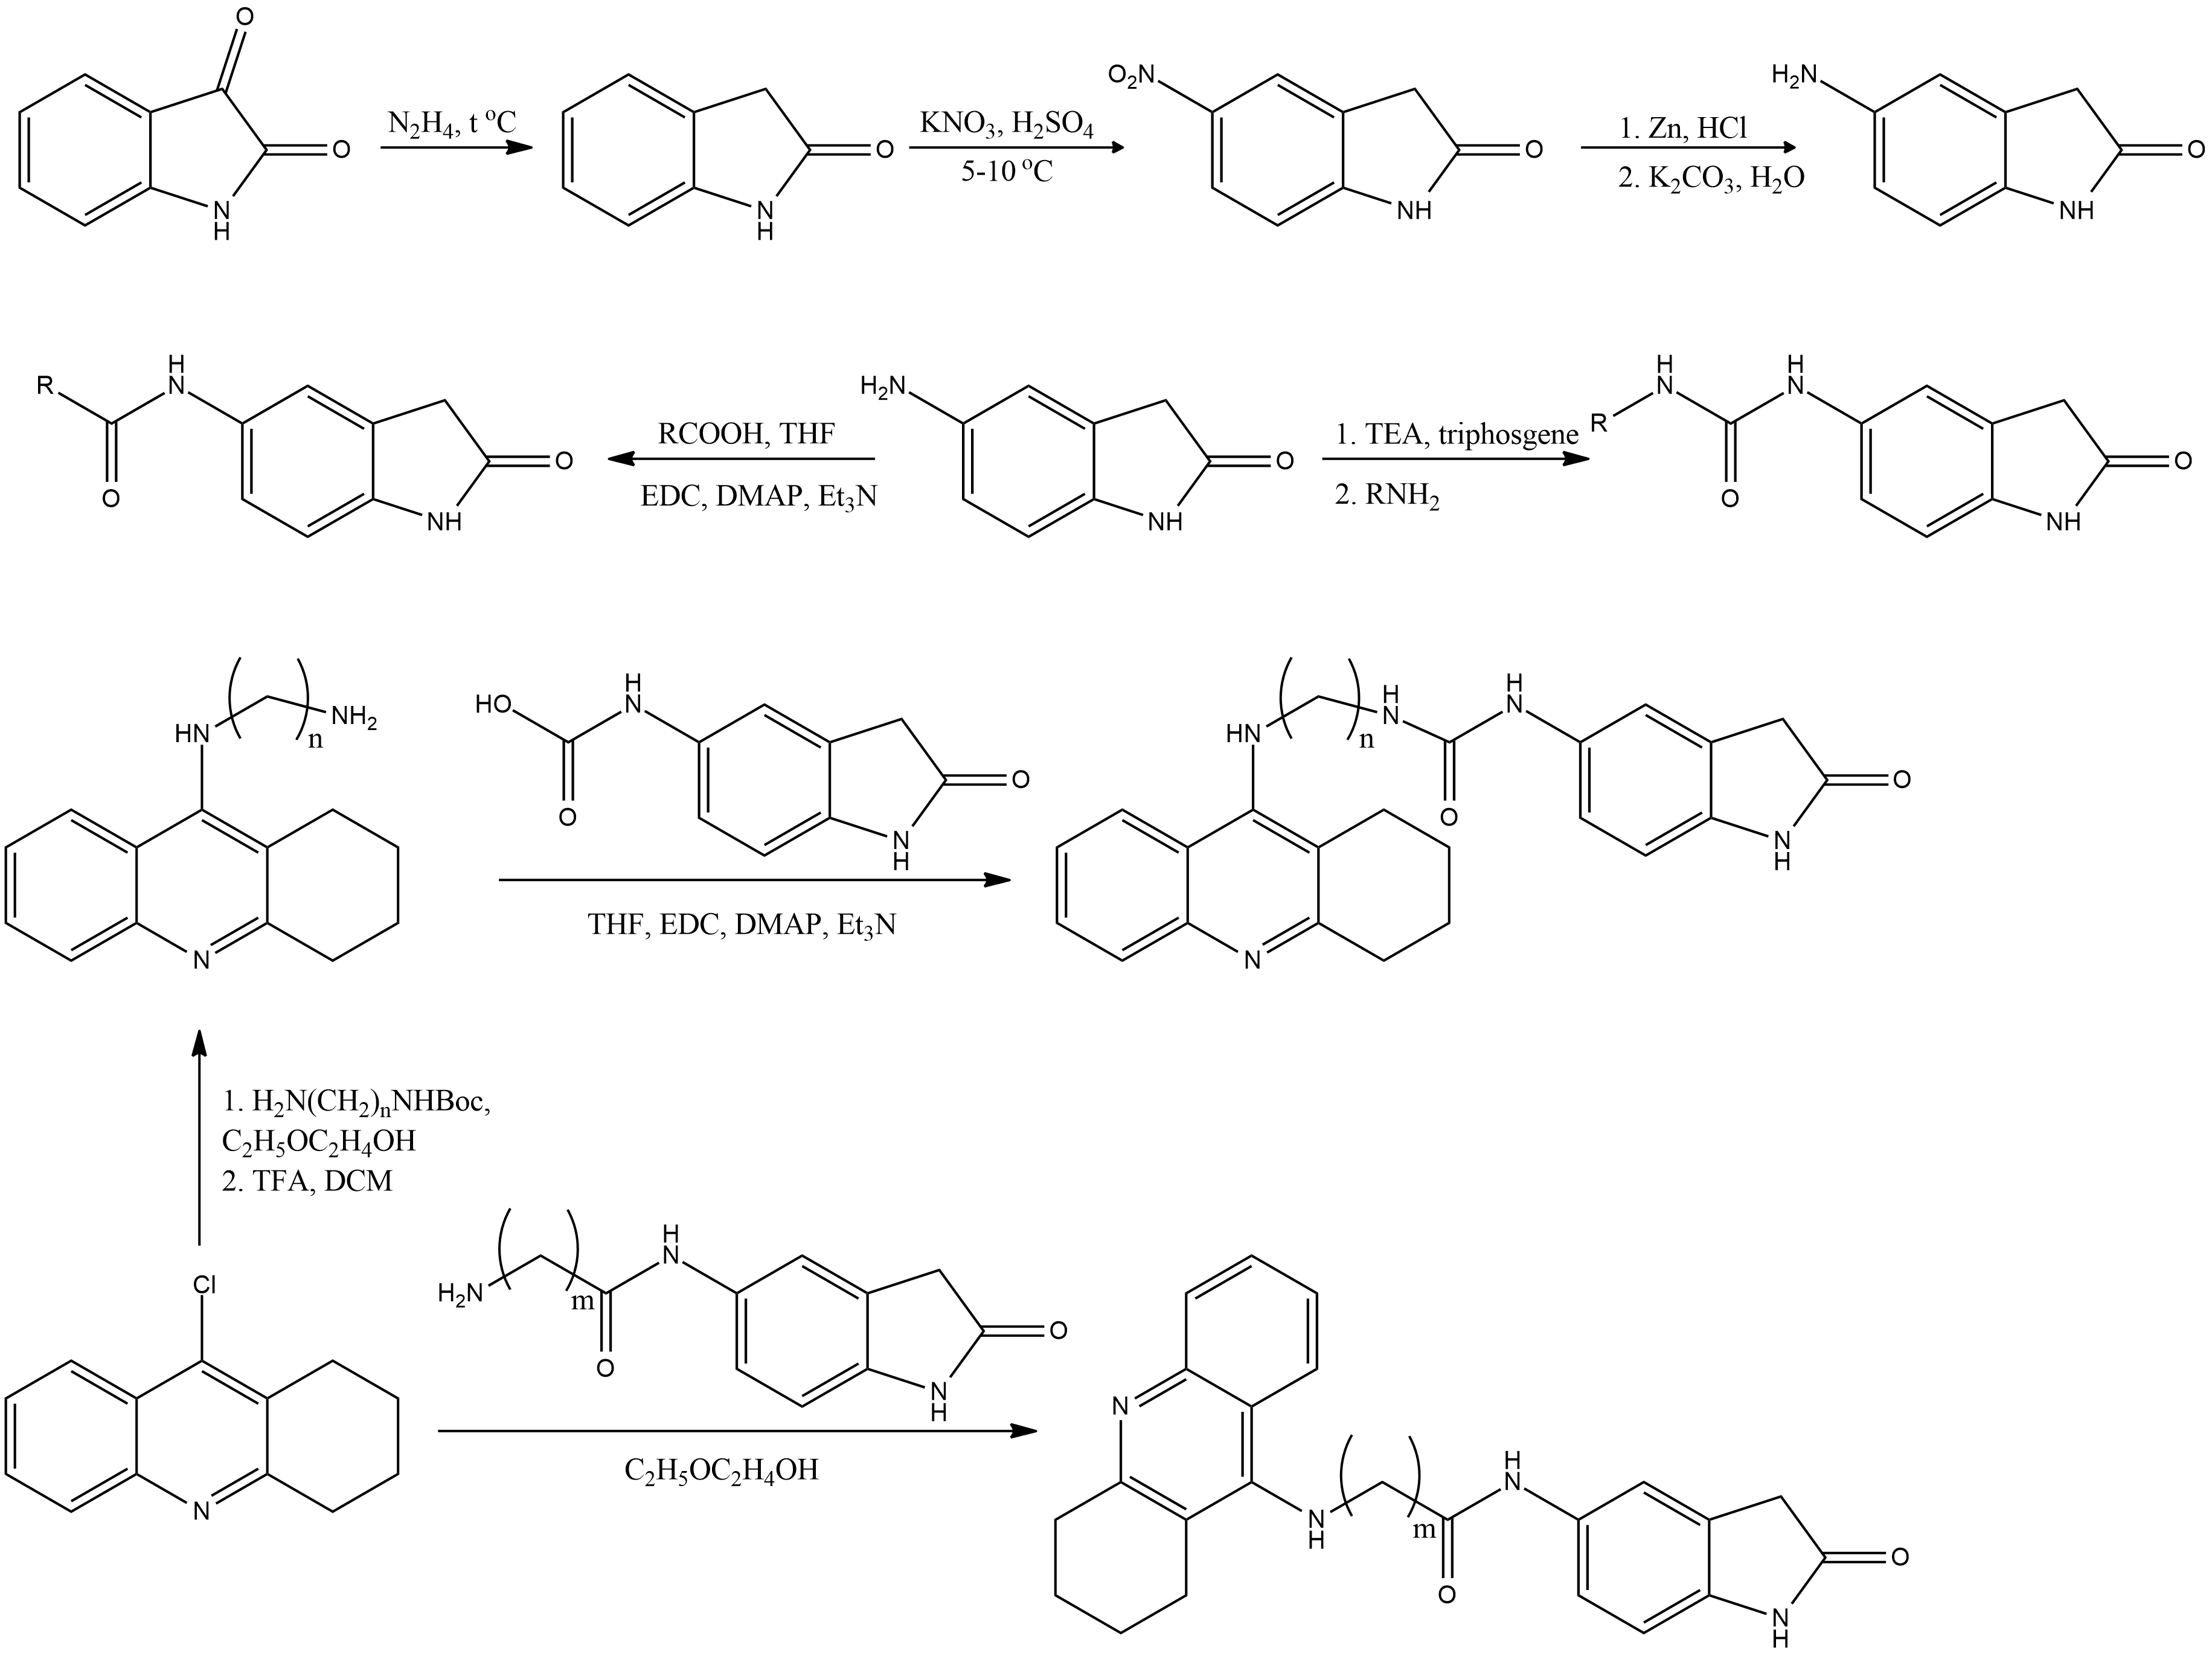 O
O
N
H
N₂H₄, t °C
O
N
H
KNO₃, H₂SO₄
5-10 °C
O₂N
O
NH
1. Zn, HCl
2. K₂CO₃, H₂O
H₂N
O
NH
R
H
N
O
O
NH
RCOOH, THF
EDC, DMAP, Et₃N
H₂N
O
NH
1. TEA, triphosgene
2. RNH₂
R
H
N
O
H
N
O
NH
HN
n
NH₂
N
HO
O
H
N
O
N
H
THF, EDC, DMAP, Et₃N
HN
n
H
N
O
H
N
O
N
H
N
1. H₂N(CH₂)ₙNHBoc,
C₂H₅OC₂H₄OH
2. TFA, DCM
Cl
N
H₂N
m
O
H
N
O
N
H
C₂H₅OC₂H₄OH
N
N
H
m
O
H
N
O
N
H